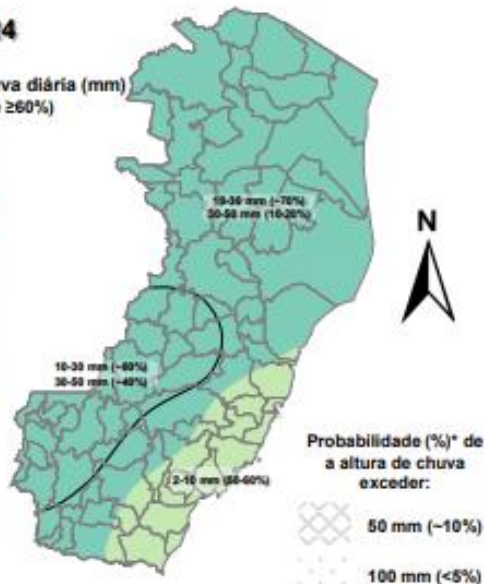 4
va diária (mm)
≥60%)
10-30 mm (~70%)
30-50 mm (10-20%)
N
10-30 mm (~60%)
30-50 mm (~40%)
2-10 mm (50-60%)
Probabilidade (%)* de
a altura de chuva
exceder:
50 mm (~10%)
100 mm (<5%)